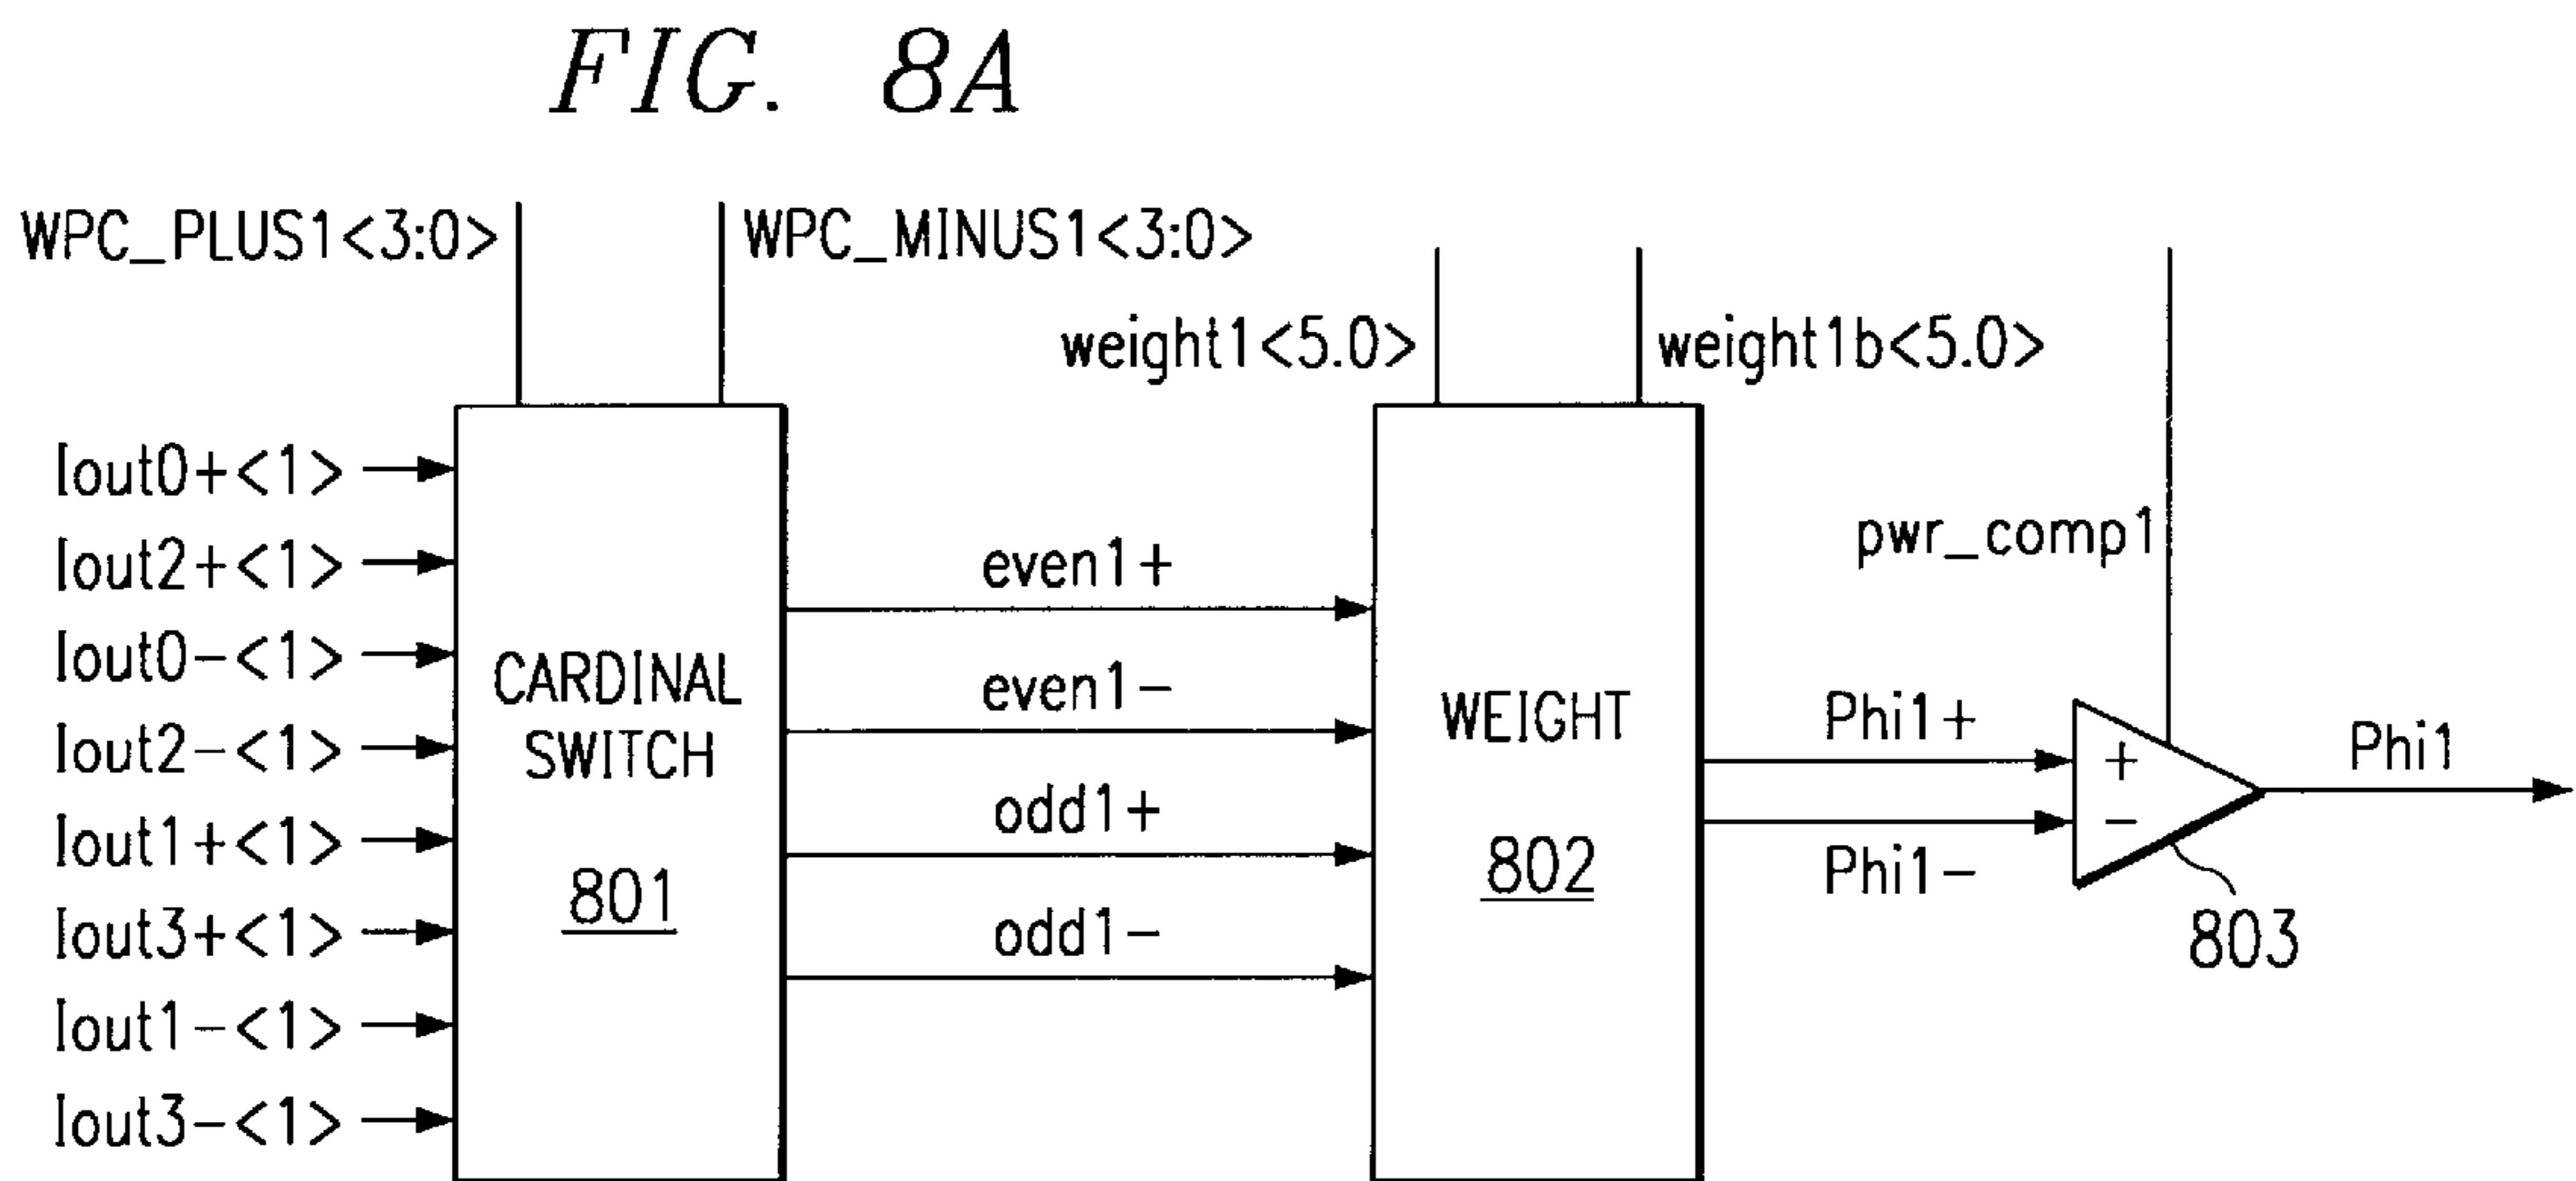 FIG. 8A
WPC_PLUS1<3:0>
WPC_MINUS1<3:0>
weight1<5.0>
weight1b<5.0>
pwr_comp1
Iout0+<1>
Iout2+<1>
Iout0-<1>
Iout2-<1>
Iout1+<1>
Iout3+<1>
Iout1-<1>
Iout3-<1>
CARDINAL
SWITCH
801
even1+
even1-
odd1+
odd1-
WEIGHT
802
Phi1+
Phi1-
+
-
803
Phi1